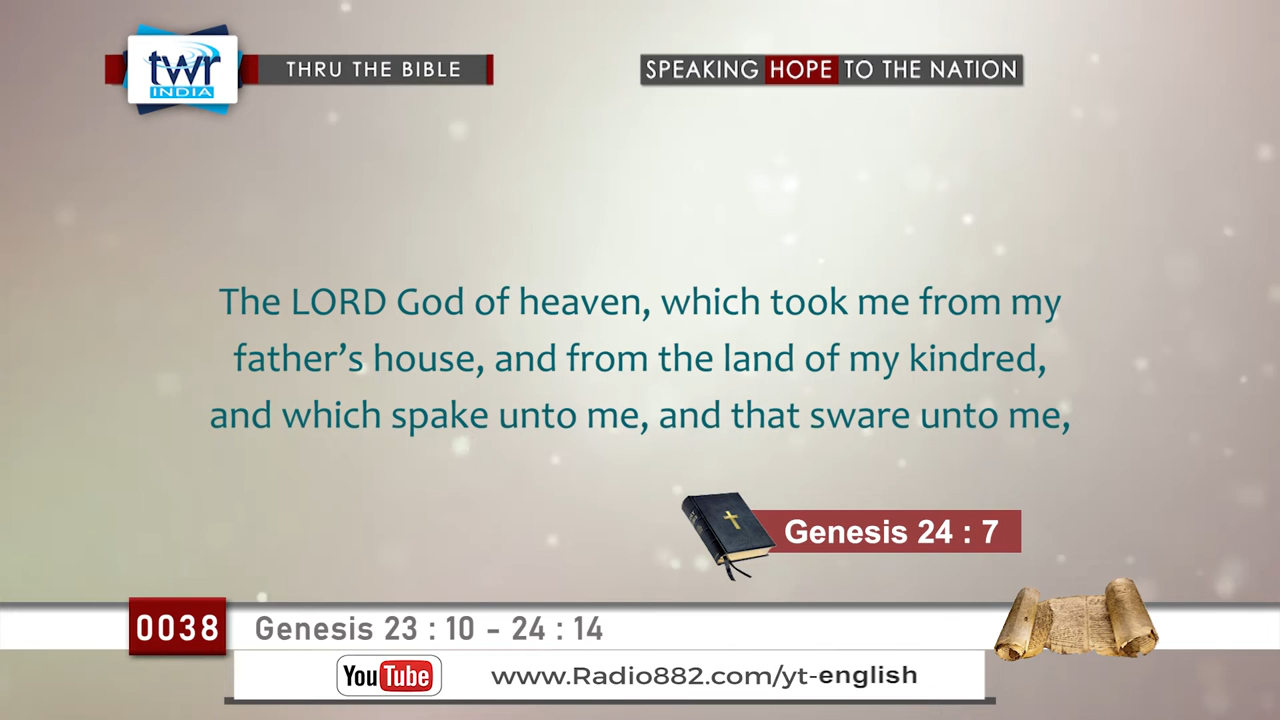 twr
INDIA
THRU THE BIBLE
SPEAKING HOPE TO THE NATION
The LORD God of heaven, which took me from my
father’s house, and from the land of my kindred,
and which spake unto me, and that sware unto me,
Genesis 24 : 7
0038
Genesis 23 : 10 – 24 : 14
YouTube
www.Radio882.com/yt-english